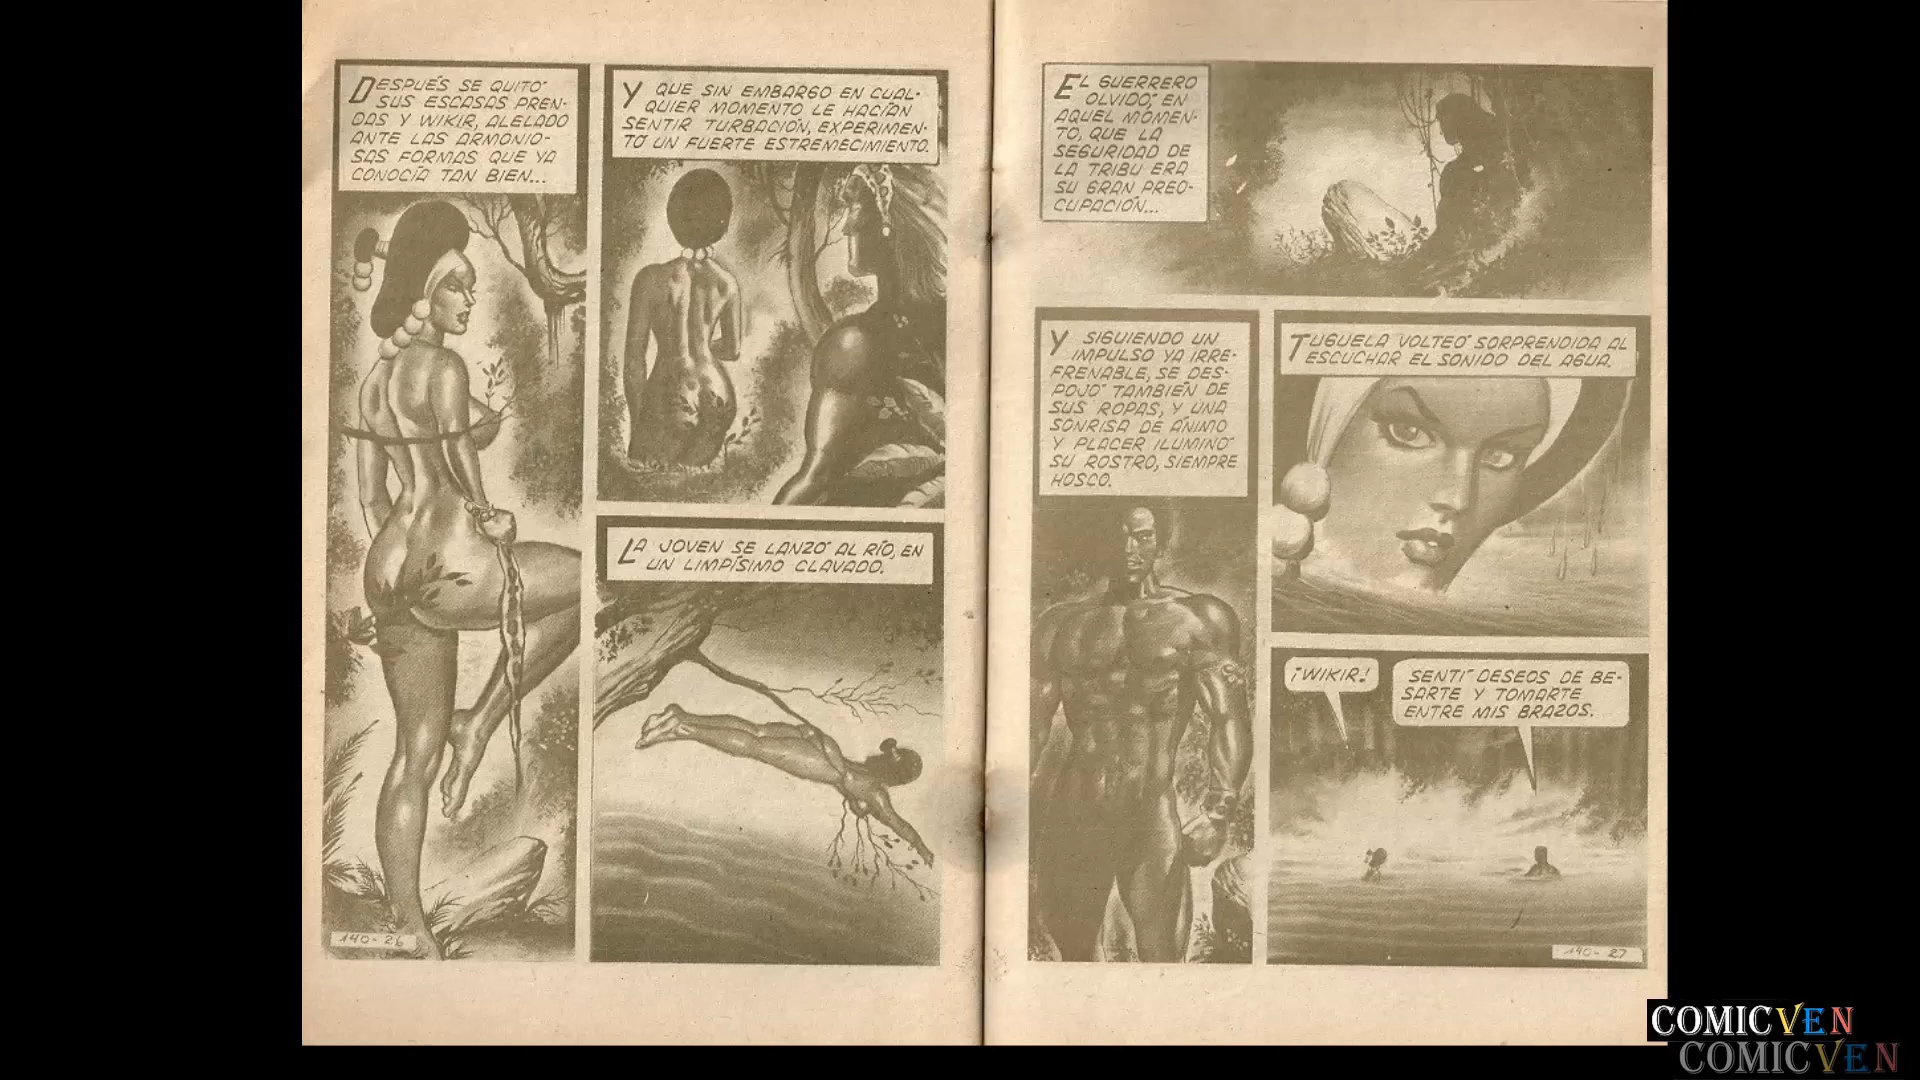 DESPUÉS SE QUITÓ
SUS ESCASAS PREN-
DAS Y WIKIR, ALELADO
ANTE LAS ARMONIO-
SAS FORMAS QUE YA
CONOCÍA TAN BIEN...
Y QUE SIN EMBARGO EN CUAL-
QUIER MOMENTO LE HACÍAN
SENTIR TURBACIÓN, EXPERIMEN-
TÓ UN FUERTE ESTREMECIMIENTO.
LA JOVEN SE LANZÓ AL RÍO, EN
UN LIMPÍSIMO CLAVADO.
140-26
EL GUERRERO
OLVIDÓ, EN
AQUEL MOMEN-
TO, QUE LA
SEGURIDAD DE
LA TRIBU ERA
SU GRAN PREO-
CUPACIÓN...
Y SIGUIENDO UN
IMPULSO YA IRRE-
FRENABLE, SE DES-
POJÓ TAMBIÉN DE
SUS ROPAS, Y UNA
SONRISA DE ÁNIMO
Y PLACER ILUMINÓ
SU ROSTRO, SIEMPRE
HOSCO.
TUGUELA VOLTEÓ SORPRENDIDA AL
ESCUCHAR EL SONIDO DEL AGUA.
¡WIKIR!
SENTÍ DESEOS DE BE-
SARTE Y TOMARTE
ENTRE MIS BRAZOS.
140-27
COMICVEN
COMICVEN